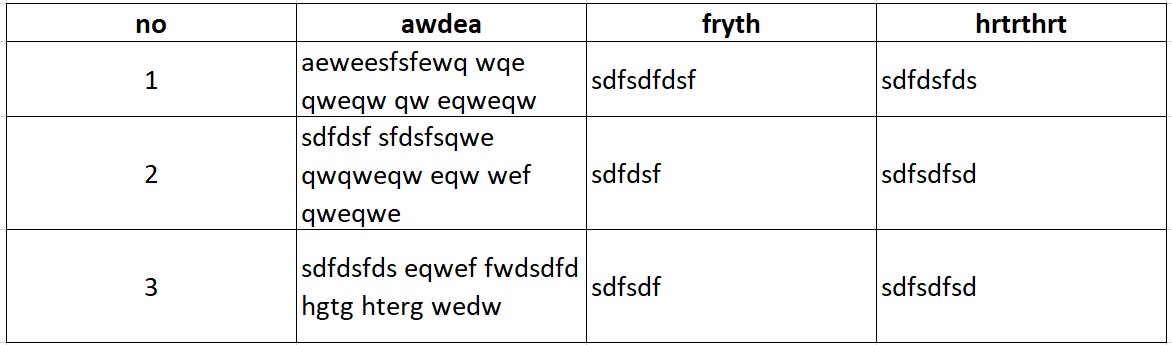 no awdea fryth hrtrthrt
1 aeweesfsfewq wqe sdfsdfdsf sdfdsfds
qweqw qw eqweqw
2 sdfdsf sfdsfsqwe sdfdsf sdfsdfsd
qwqweqw eqw wef
qweqwe
3 sdfdsfds eqwef fwdsdfd sdfsdf sdfsdfsd
hgtg hterg wedw